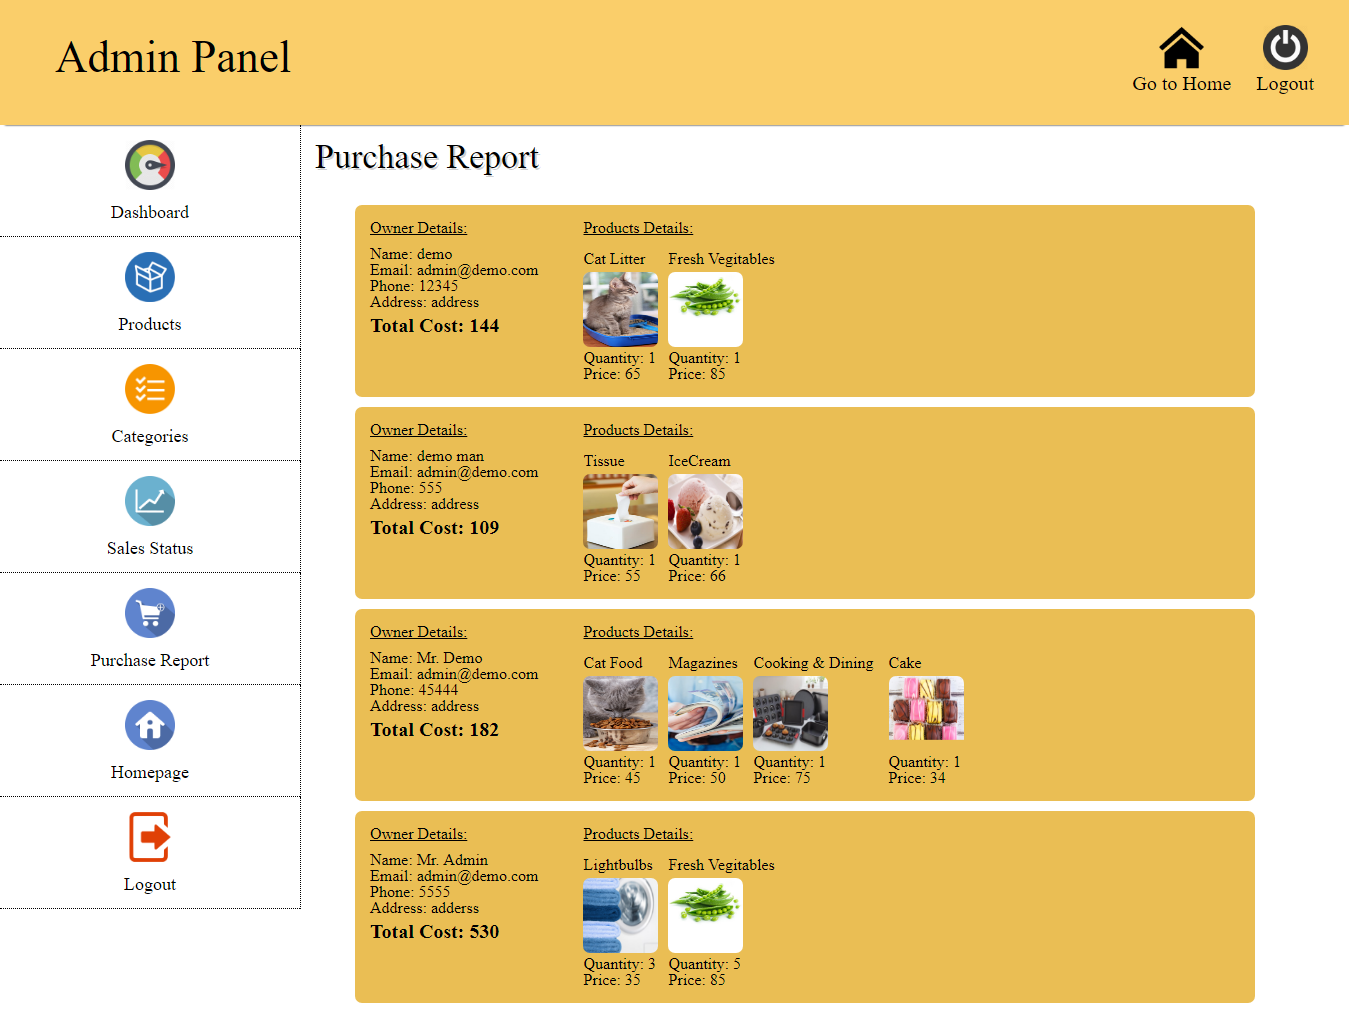 Admin Panel
Go to Home
Logout
Dashboard
Products
Categories
Sales Status
Purchase Report
Homepage
Logout
Purchase Report
Owner Details:
Name: demo
Email: admin@demo.com
Phone: 12345
Address: address
Total Cost: 144
Products Details:
Cat Litter
Quantity: 1
Price: 65
Fresh Vegitables
Quantity: 1
Price: 85
Owner Details:
Name: demo man
Email: admin@demo.com
Phone: 555
Address: address
Total Cost: 109
Products Details:
Tissue
Quantity: 1
Price: 55
IceCream
Quantity: 1
Price: 66
Owner Details:
Name: Mr. Demo
Email: admin@demo.com
Phone: 45444
Address: address
Total Cost: 182
Products Details:
Cat Food
Quantity: 1
Price: 45
Magazines
Quantity: 1
Price: 50
Cooking & Dining
Quantity: 1
Price: 75
Cake
Quantity: 1
Price: 34
Owner Details:
Name: Mr. Admin
Email: admin@demo.com
Phone: 5555
Address: adderss
Total Cost: 530
Products Details:
Lightbulbs
Quantity: 3
Price: 35
Fresh Vegitables
Quantity: 5
Price: 85